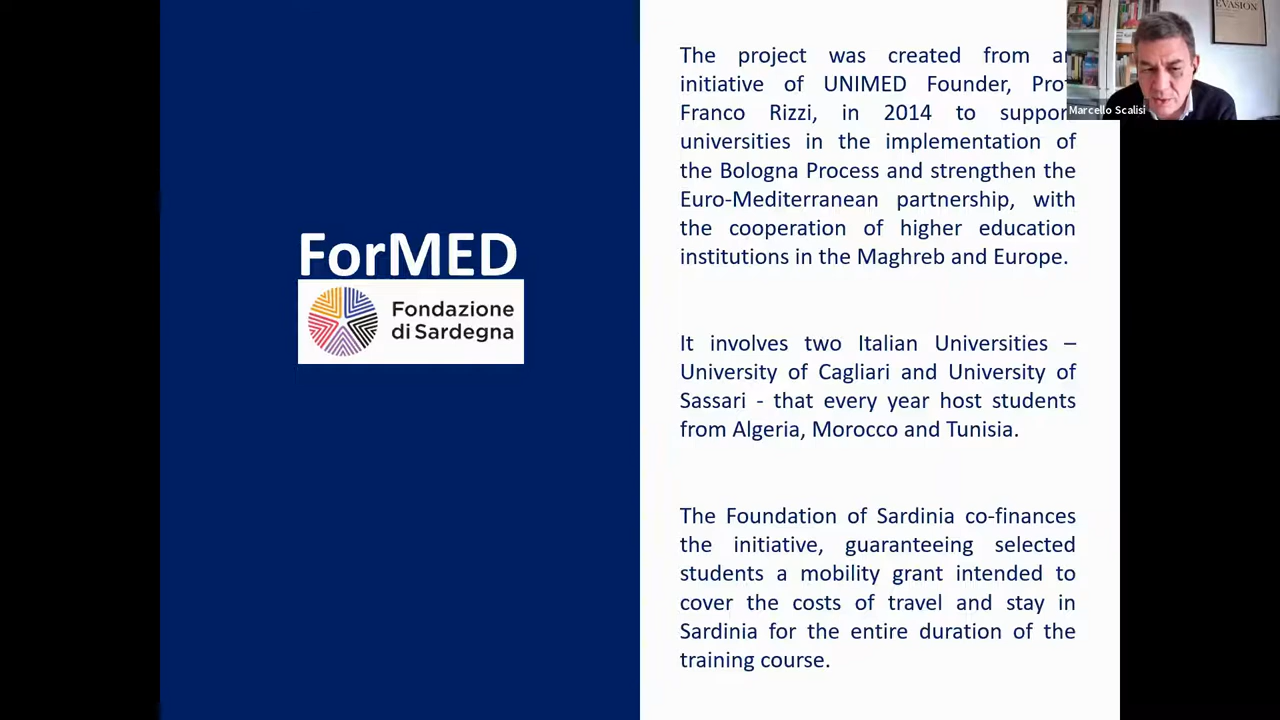 The project was created from an
initiative of UNIMED Founder, Prof
Franco Rizzi, in 2014 to support
universities in the implementation of
the Bologna Process and strengthen the
Euro-Mediterranean partnership, with
the cooperation of higher education
institutions in the Maghreb and Europe.
It involves two Italian Universities –
University of Cagliari and University of
Sassari - that every year host students
from Algeria, Morocco and Tunisia.
The Foundation of Sardinia co-finances
the initiative, guaranteeing selected
students a mobility grant intended to
cover the costs of travel and stay in
Sardinia for the entire duration of the
training course.
ForMED
Fondazione
di Sardegna
EVASION
Marcello Scalisi